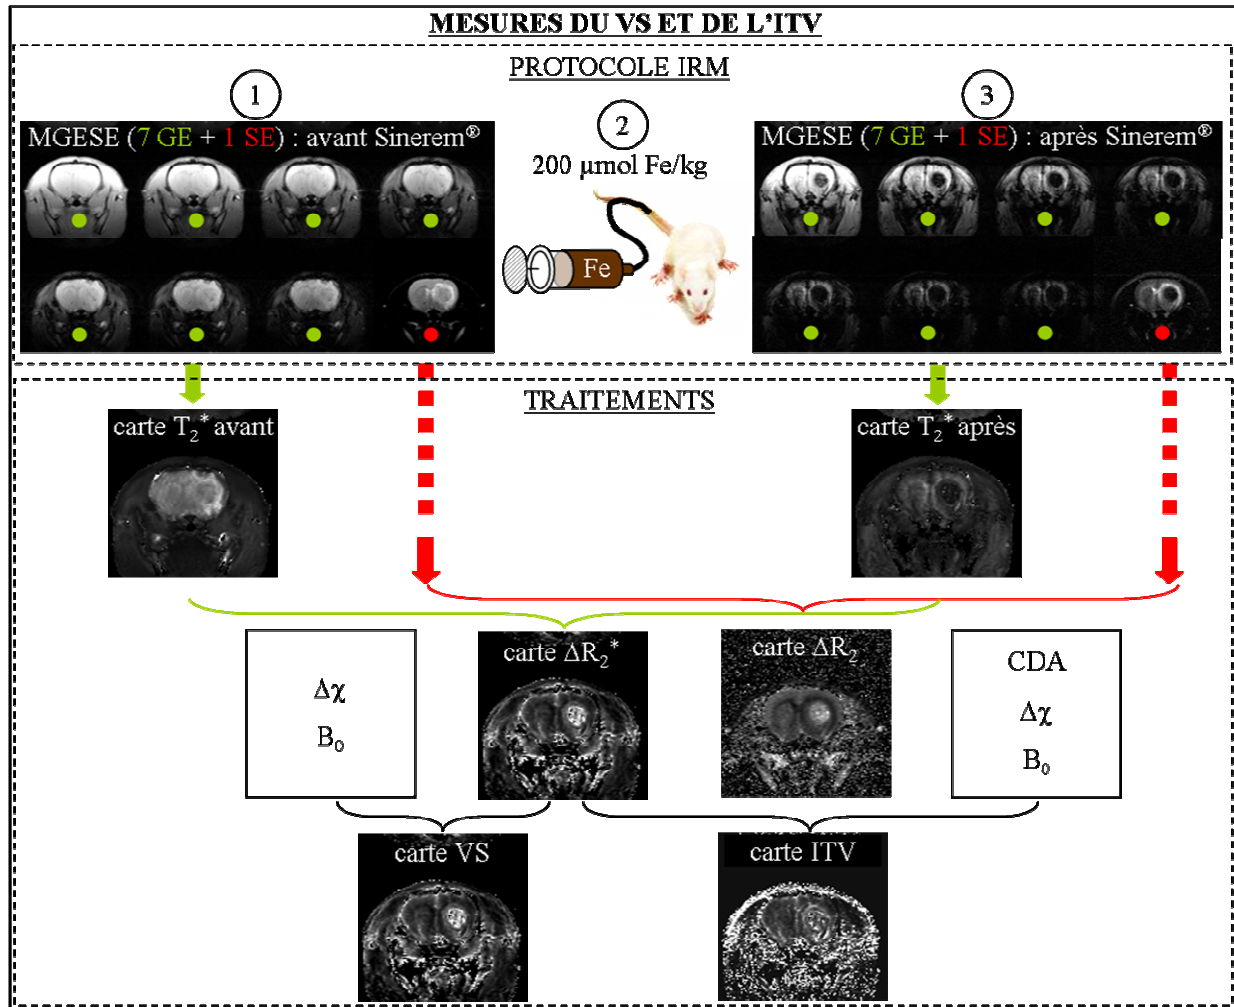 MESURES DU VS ET DE L'ITV
PROTOCOLE IRM
1
MGESE (7 GE + 1 SE) : avant Sinerem®
2
200 µmol Fe/kg
Fe
3
MGESE (7 GE + 1 SE) : après Sinerem®
TRAITEMENTS
carte T₂* avant
carte T₂* après
Δχ
B₀
carte ΔR₂*
carte ΔR₂
CDA
Δχ
B₀
carte VS
carte ITV